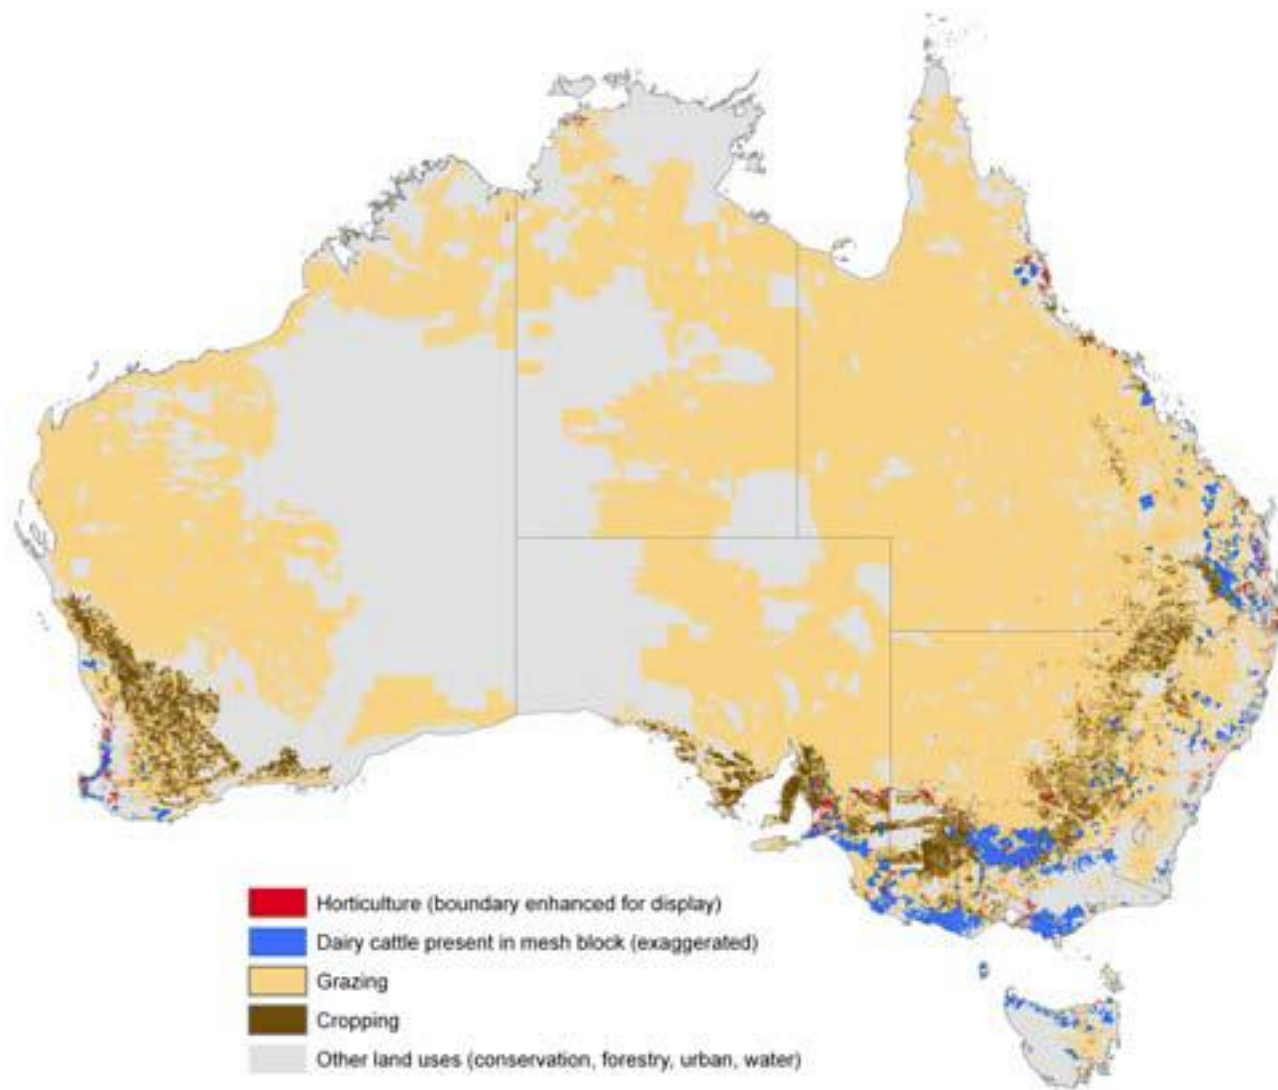 Horticulture (boundary enhanced for display)
Dairy cattle present in mesh block (exaggerated)
Grazing
Cropping
Other land uses (conservation, forestry, urban, water)